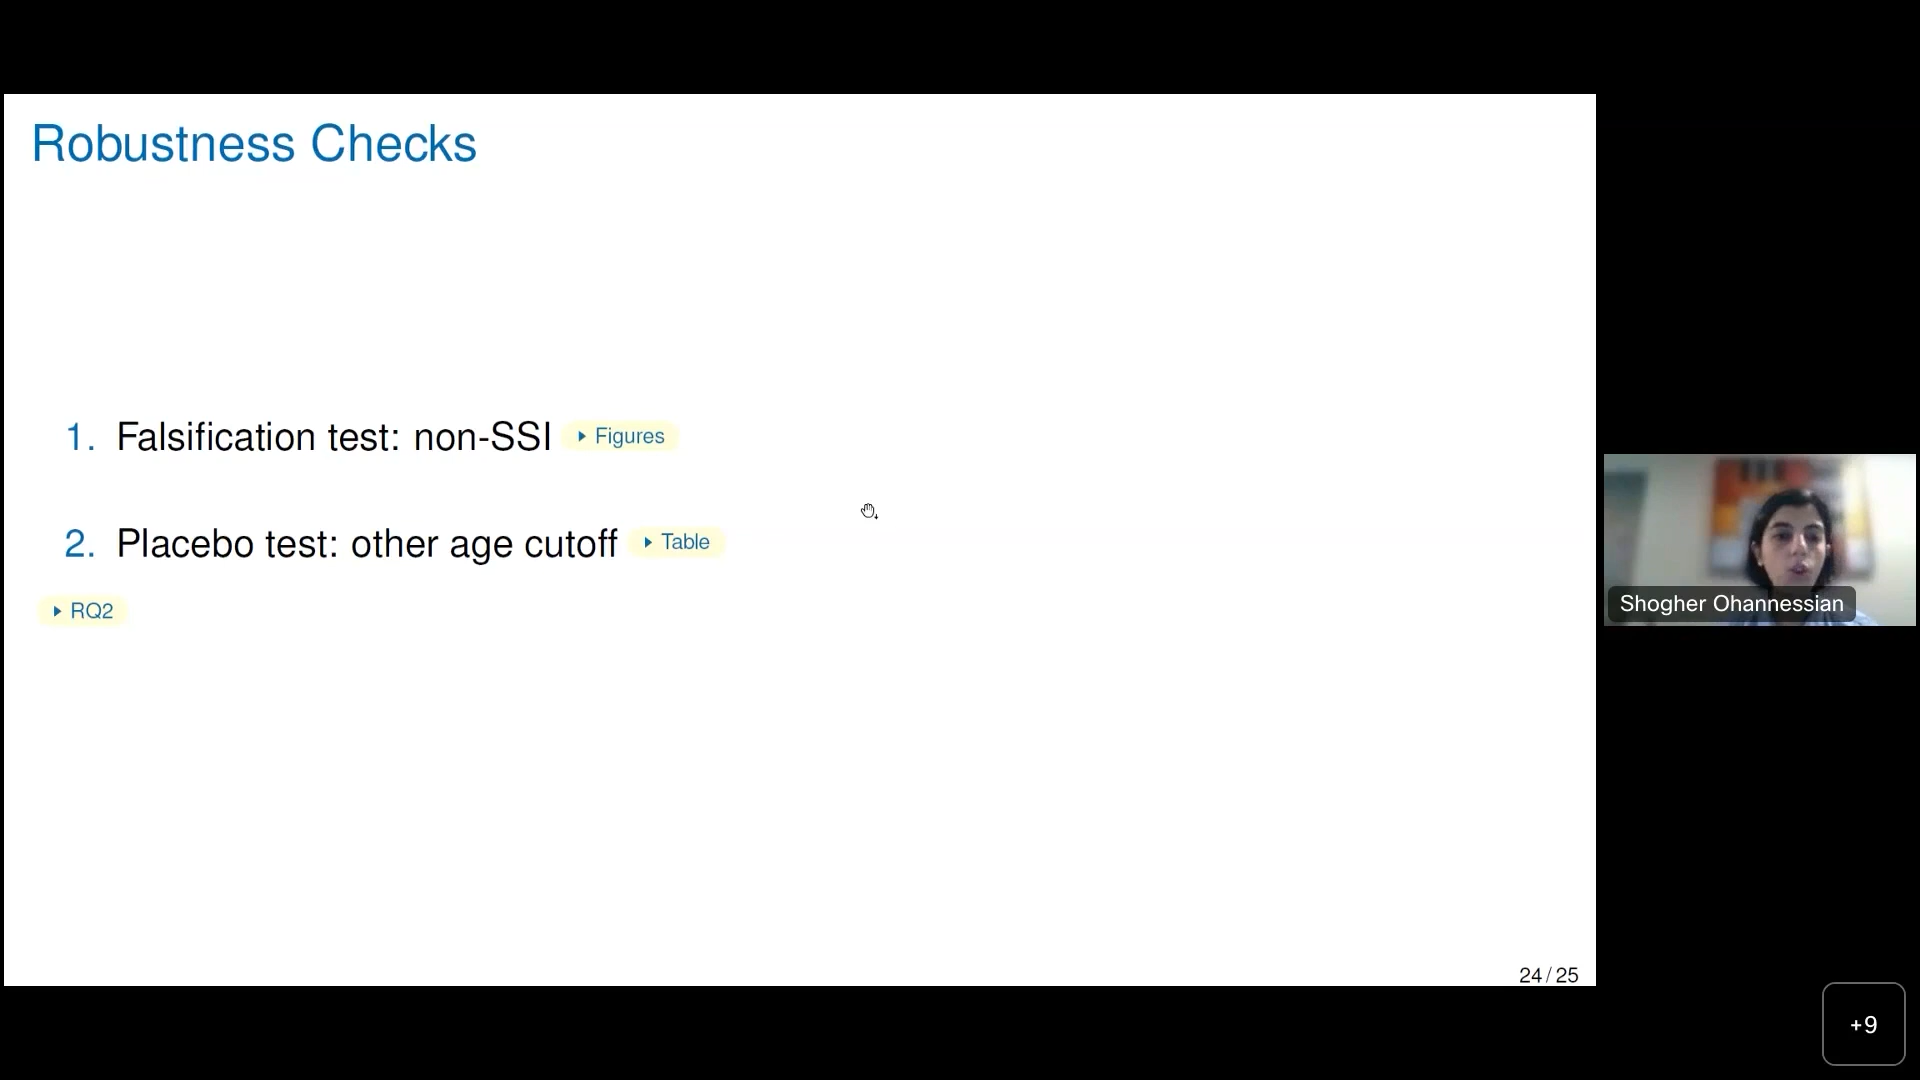 Robustness Checks
1. Falsification test: non-SSI Figures
2. Placebo test: other age cutoff Table
RQ2
Shogher Ohannessian
24 / 25
+9